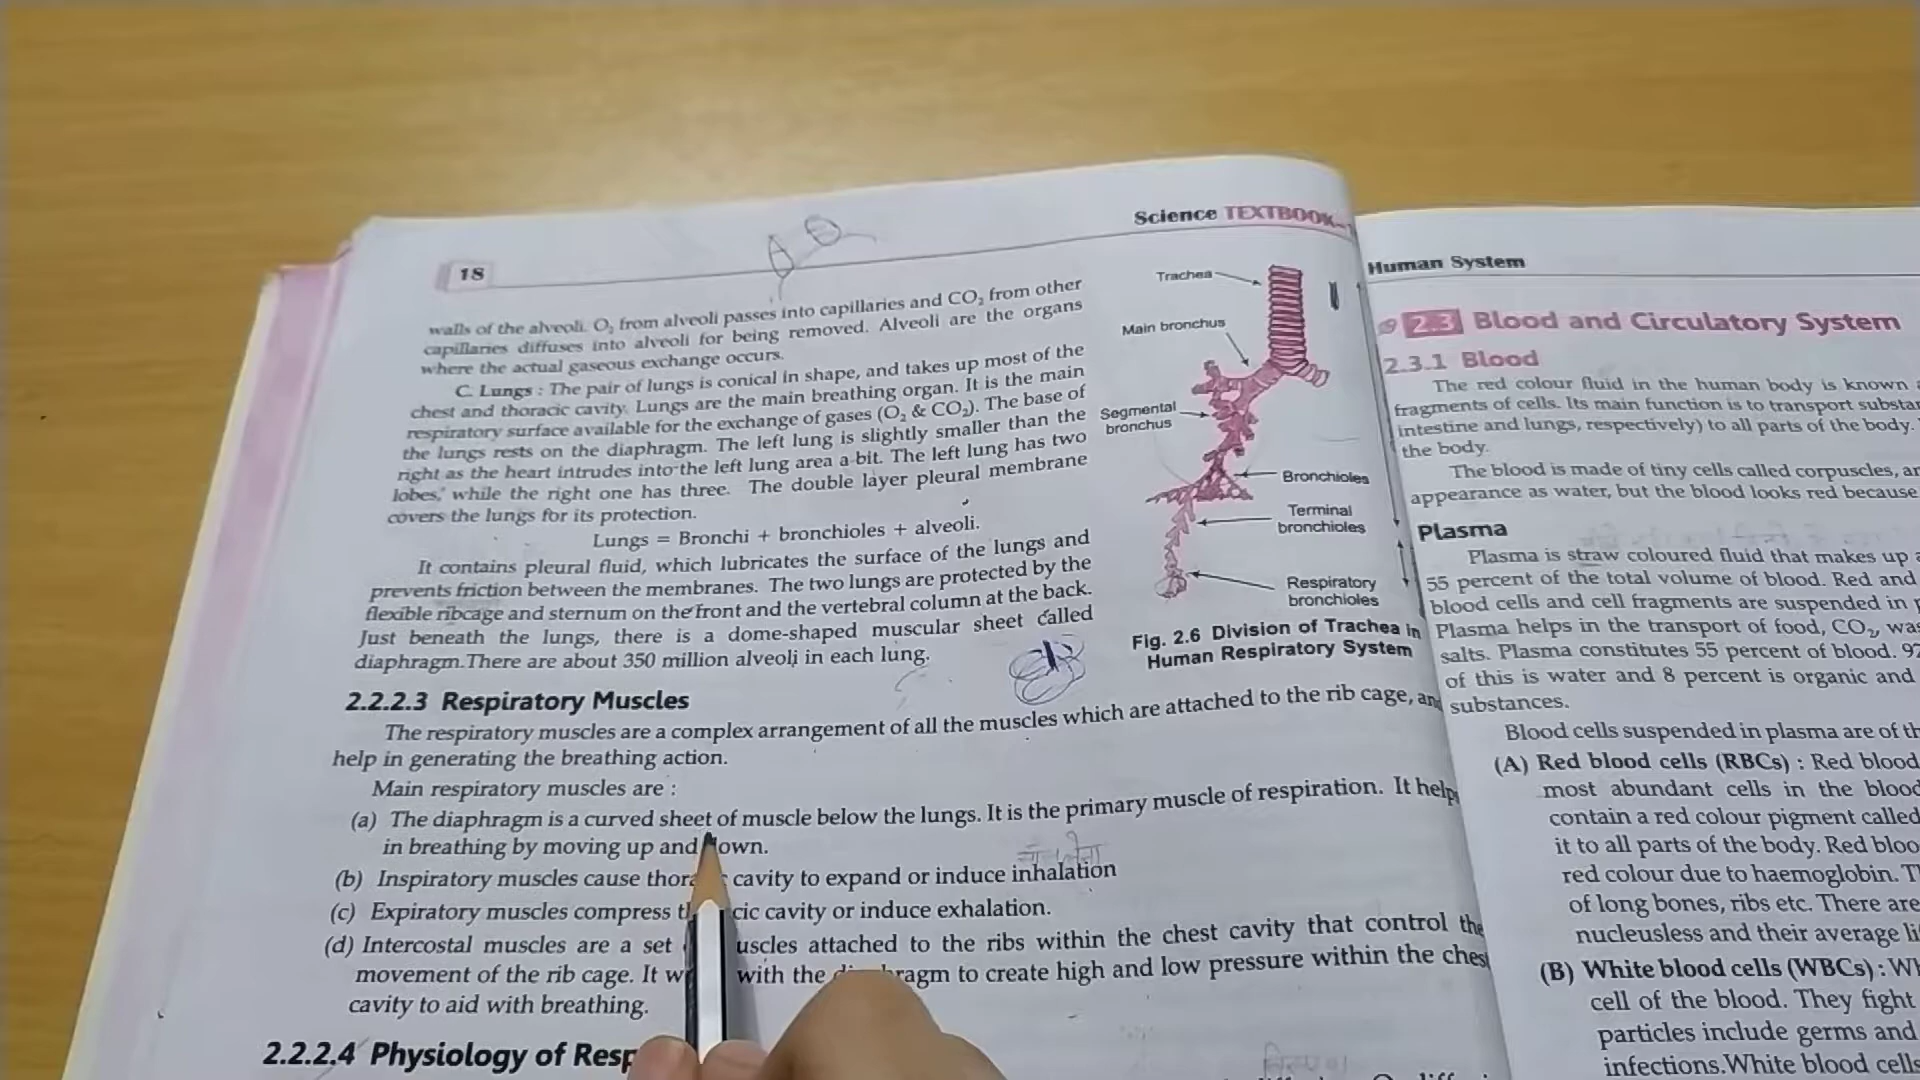 18
Science TEXTBOOK
walls of the alveoli. O₂ from alveoli passes into capillaries and CO₂ from other
capillaries diffuses into alveoli for being removed. Alveoli are the organs
where the actual gaseous exchange occurs.
C. Lungs : The pair of lungs is conical in shape, and takes up most of the
chest and thoracic cavity. Lungs are the main breathing organ. It is the main
respiratory surface available for the exchange of gases (O₂ & CO₂). The base of
the lungs rests on the diaphragm. The left lung is slightly smaller than the
right as the heart intrudes into the left lung area a bit. The left lung has two
lobes, while the right one has three. The double layer pleural membrane
covers the lungs for its protection.
Lungs = Bronchi + bronchioles + alveoli.
It contains pleural fluid, which lubricates the surface of the lungs and
prevents friction between the membranes. The two lungs are protected by the
flexible ribcage and sternum on the front and the vertebral column at the back.
Just beneath the lungs, there is a dome-shaped muscular sheet called
diaphragm.There are about 350 million alveoli in each lung.
Trachea
Main bronchus
Segmental
bronchus
Bronchioles
Terminal
bronchioles
Respiratory
bronchioles
Fig. 2.6 Division of Trachea in
Human Respiratory System
2.2.2.3 Respiratory Muscles
The respiratory muscles are a complex arrangement of all the muscles which are attached to the rib cage, and
help in generating the breathing action.
Main respiratory muscles are :
(a) The diaphragm is a curved sheet of muscle below the lungs. It is the primary muscle of respiration. It helps
in breathing by moving up and down.
(b) Inspiratory muscles cause cavity to expand or induce inhalation
(c) Expiratory muscles compress cavity or induce exhalation.
(d) Intercostal muscles are a set attached to the ribs within the chest cavity that control the
movement of the rib cage. It with the to create high and low pressure within the chest
cavity to aid with breathing.
2.2.2.4 Physiology of
Human System
2.3 Blood and Circulatory System
2.3.1 Blood
The red colour fluid in the human body is known
fragments of cells. Its main function is to transport
intestine and lungs, respectively) to all parts of the body.
the body.
The blood is made of tiny cells called corpuscles,
appearance as water, but the blood looks red because
Plasma
Plasma is straw coloured fluid that makes up
55 percent of the total volume of blood. Red and
blood cells and cell fragments are suspended in
Plasma helps in the transport of food, CO₂,
salts. Plasma constitutes 55 percent of blood.
of this is water and 8 percent is organic and
substances.
Blood cells suspended in plasma are of
(A) Red blood cells (RBCs) : Red blood
most abundant cells in the blood
contain a red colour pigment called
it to all parts of the body. Red
red colour due to haemoglobin.
of long bones, ribs etc. There are
nucleusless and their average
(B) White blood cells (WBCs) :
cell of the blood. They fight
particles include germs and
infections.White blood cells